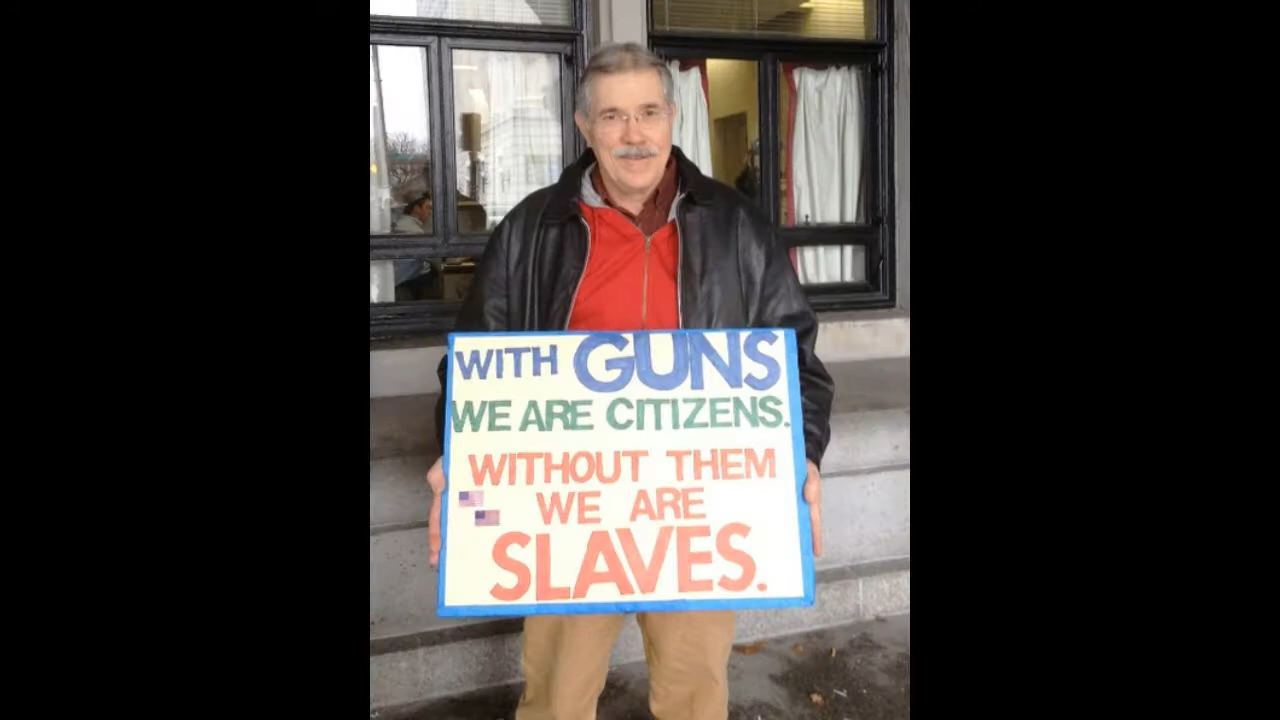 WITH GUNS
WE ARE CITIZENS.
WITHOUT THEM
WE ARE
SLAVES.